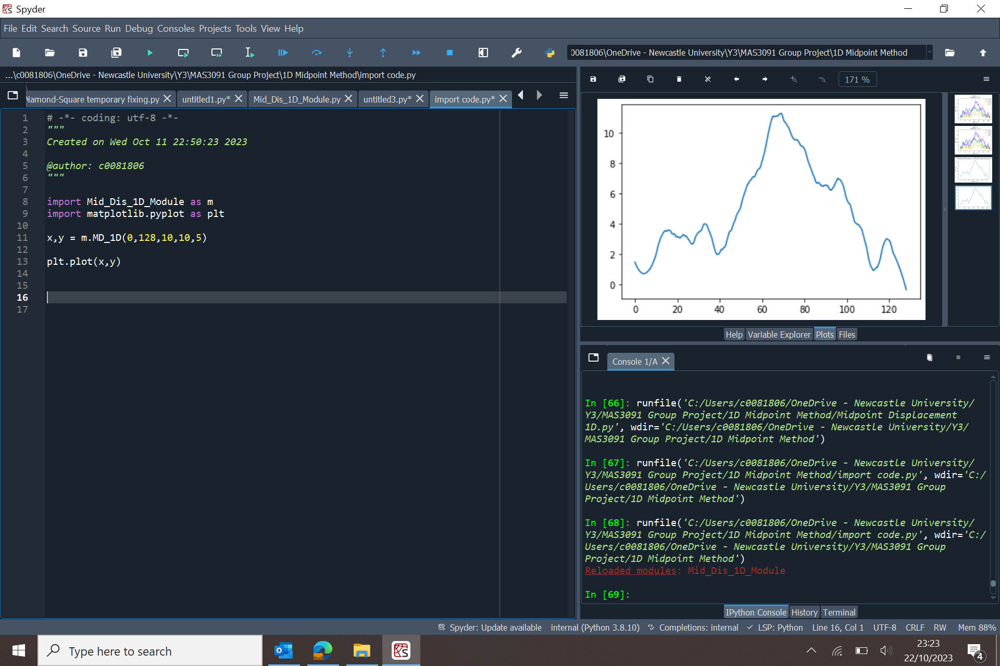 Spyder
File Edit Search Source Run Debug Consoles Projects Tools View Help
0081806\OneDrive - Newcastle University\Y3\MAS3091 Group Project\1D Midpoint Method
...\c0081806\OneDrive - Newcastle University\Y3\MAS3091 Group Project\1D Midpoint Method\import code.py
iamond-Square temporary fixing.py untitled1.py* Mid_Dis_1D_Module.py untitled3.py* import code.py*
1 # -*- coding: utf-8 -*-
2 """
3 Created on Wed Oct 11 22:50:23 2023
4
5 @author: c0081806
6 """
7
8 import Mid_Dis_1D_Module as m
9 import matplotlib.pyplot as plt
10
11 x,y = m.MD_1D(0,128,10,10,5)
12
13 plt.plot(x,y)
14
15
16
17
171 %
10
8
6
4
2
0
0 20 40 60 80 100 120
Help Variable Explorer Plots Files
Console 1/A
In [66]: runfile('C:/Users/c0081806/OneDrive - Newcastle University/
Y3/MAS3091 Group Project/1D Midpoint Method/Midpoint Displacement
1D.py', wdir='C:/Users/c0081806/OneDrive - Newcastle University/Y3/
MAS3091 Group Project/1D Midpoint Method')
In [67]: runfile('C:/Users/c0081806/OneDrive - Newcastle University/
Y3/MAS3091 Group Project/1D Midpoint Method/import code.py', wdir='C:/
Users/c0081806/OneDrive - Newcastle University/Y3/MAS3091 Group
Project/1D Midpoint Method')
In [68]: runfile('C:/Users/c0081806/OneDrive - Newcastle University/
Y3/MAS3091 Group Project/1D Midpoint Method/import code.py', wdir='C:/
Users/c0081806/OneDrive - Newcastle University/Y3/MAS3091 Group
Project/1D Midpoint Method')
Reloaded modules: Mid_Dis_1D_Module
In [69]:
IPython Console History Terminal
Spyder: Update available internal (Python 3.8.10) Completions: internal LSP: Python Line 16, Col 1 UTF-8 CRLF RW Mem 88%
Type here to search
23:23
22/10/2023
4